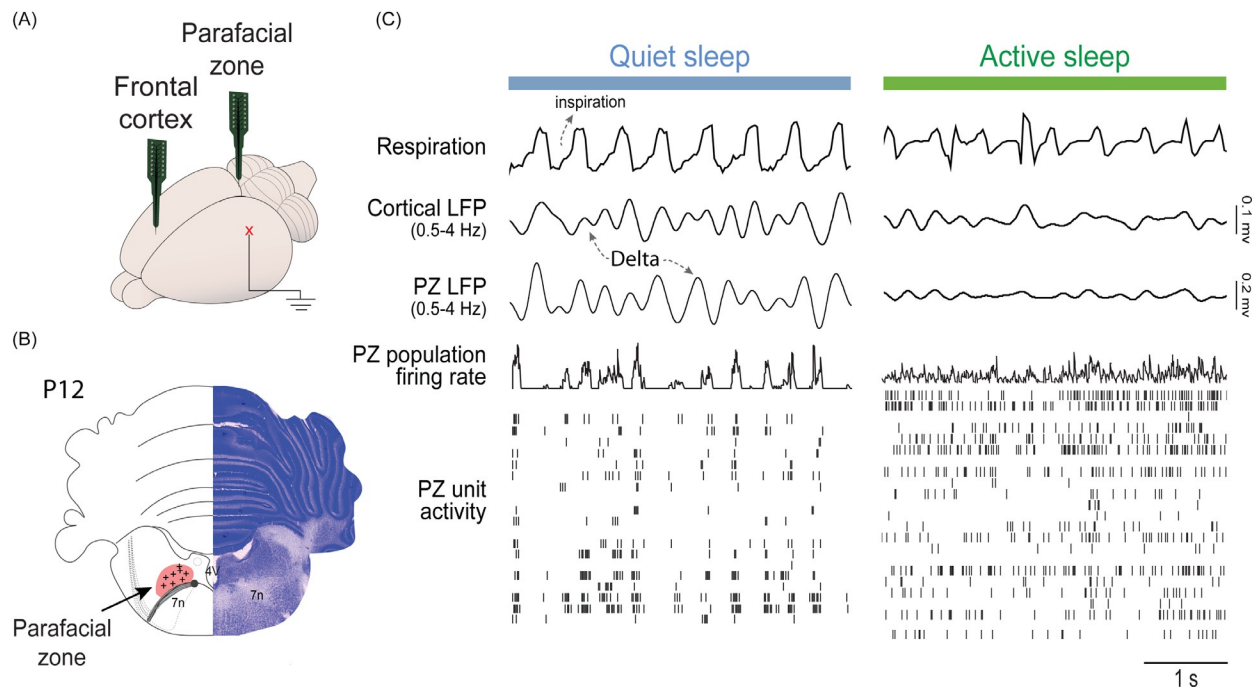 (A)
Parafacial
zone
Frontal
cortex
x
(B)
P12
4V
7n
7n
Parafacial
zone
(C)
Quiet sleep
Active sleep
inspiration
Respiration
Cortical LFP
(0.5-4 Hz)
0.1 mv
Delta
PZ LFP
(0.5-4 Hz)
0.2 mv
PZ population
firing rate
PZ unit
activity
1 s